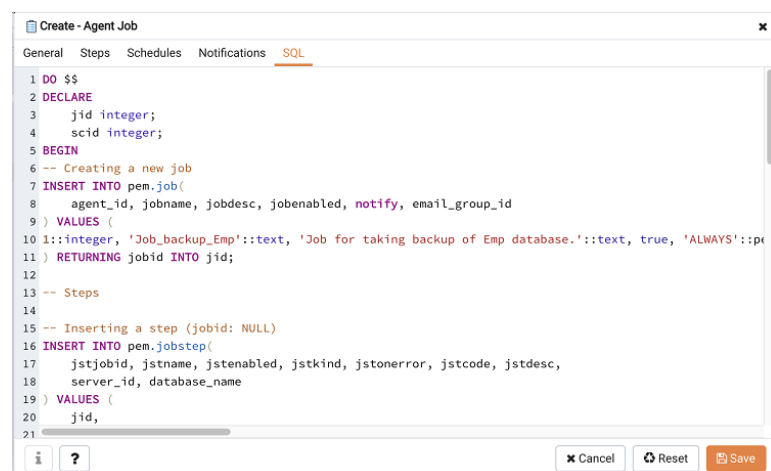 Create - Agent Job
General Steps Schedules Notifications SQL
1 DO $$
2 DECLARE
3 jid integer;
4 scid integer;
5 BEGIN
6 -- Creating a new job
7 INSERT INTO pem.job(
8 agent_id, jobname, jobdesc, jobenabled, notify, email_group_id
9 ) VALUES (
10 1::integer, 'Job_backup_Emp'::text, 'Job for taking backup of Emp database.'::text, true, 'ALWAYS'::pe
11 ) RETURNING jobid INTO jid;
12
13 -- Steps
14
15 -- Inserting a step (jobid: NULL)
16 INSERT INTO pem.jobstep(
17 jstjobid, jstname, jstenabled, jstkind, jstonerror, jstcode, jstdesc,
18 server_id, database_name
19 ) VALUES (
20 jid,
21
i ? Cancel Reset Save